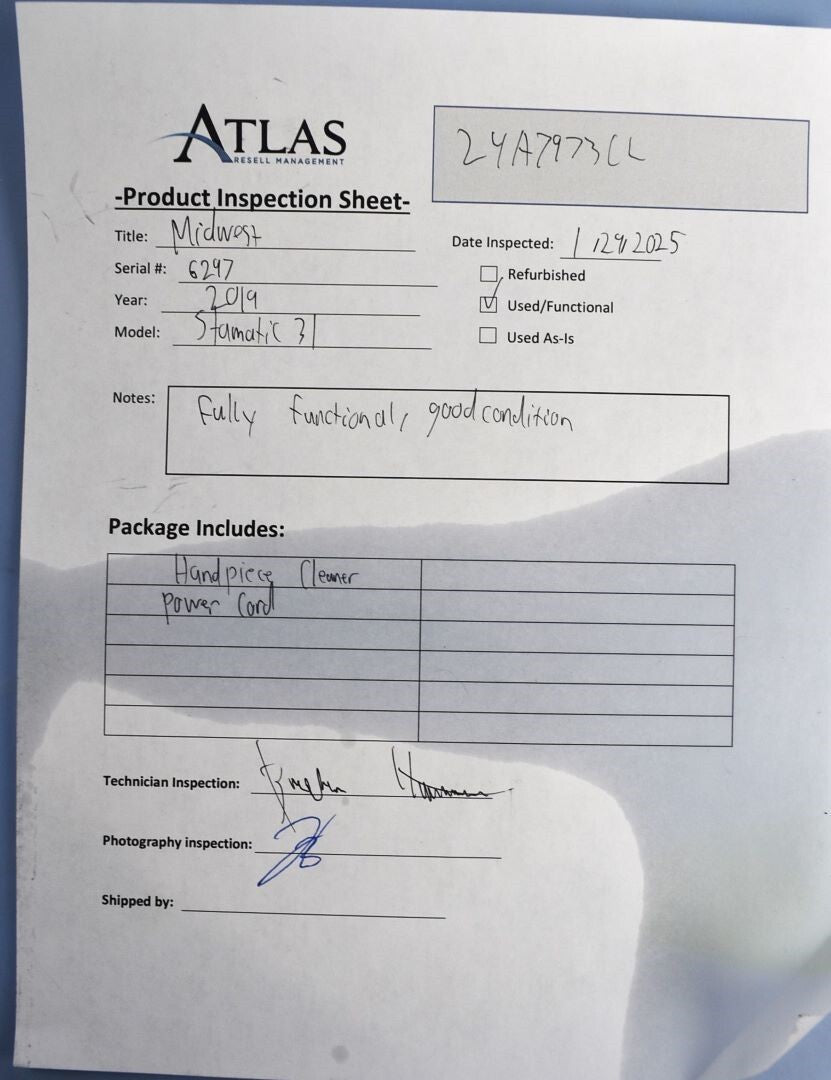 ATLAS
RESELL MANAGEMENT
24A7973CL
-Product Inspection Sheet-
Title: Midwest
Date Inspected: 1/29/2025
Serial #: 6297
Refurbished
Year: 2019
Used/Functional
Model: Stamatic 31
Used As-Is
Notes: Fully functional, good condition
Package Includes:
Handpiece Cleaner
Power Cord
Technician Inspection:
Photography inspection:
Shipped by: